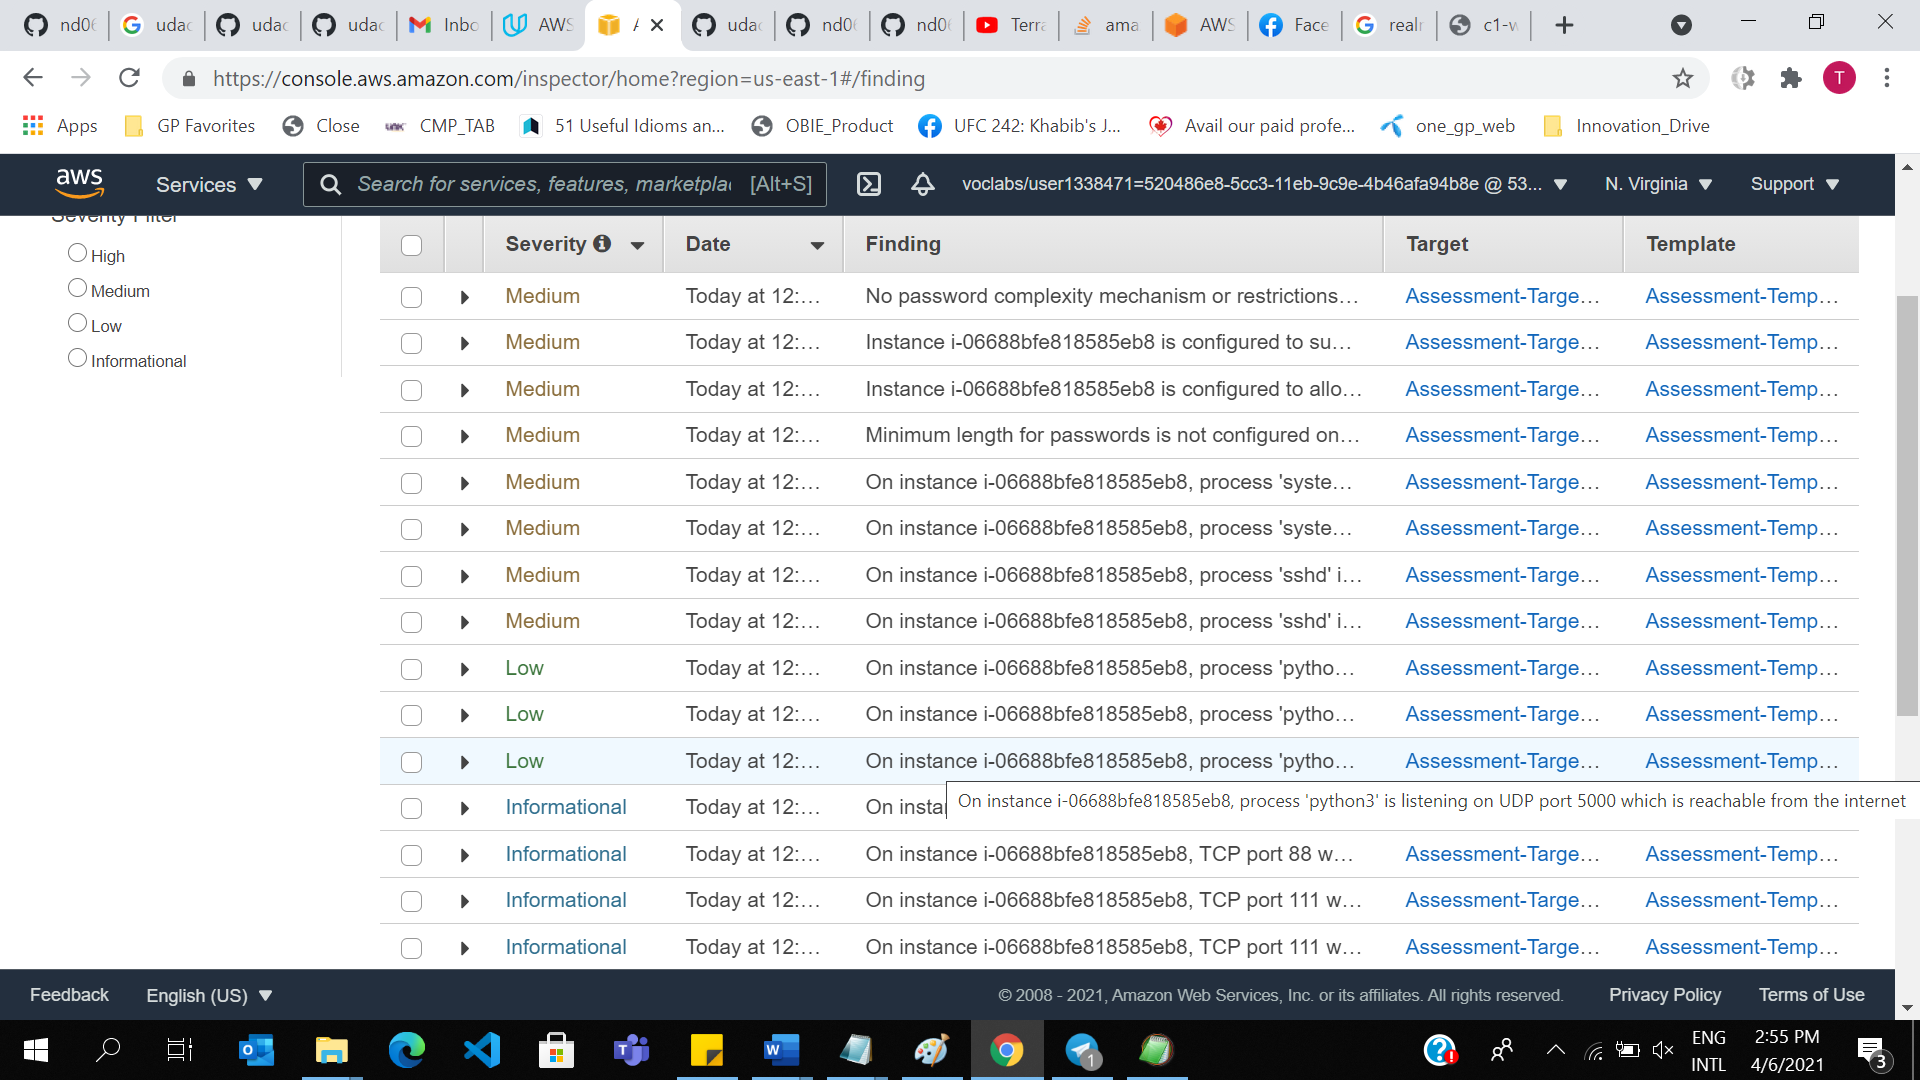 nd06 udac udac udac Inbo AWS A udac nd06 nd06 Terra ama AWS Face realr c1-w
https://console.aws.amazon.com/inspector/home?region=us-east-1#/finding T
Apps GP Favorites Close CMP_TAB 51 Useful Idioms an... OBIE_Product UFC 242: Khabib's J... Avail our paid profe... one_gp_web Innovation_Drive
aws Services Search for services, features, marketpla [Alt+S] voclabs/user1338471=520486e8-5cc3-11eb-9c9e-4b46afa94b8e @ 53... N. Virginia Support
Severity Filter
High
Medium
Low
Informational
Severity Date Finding Target Template
Medium Today at 12:... No password complexity mechanism or restrictions... Assessment-Targe... Assessment-Temp...
Medium Today at 12:... Instance i-06688bfe818585eb8 is configured to su... Assessment-Targe... Assessment-Temp...
Medium Today at 12:... Instance i-06688bfe818585eb8 is configured to allo... Assessment-Targe... Assessment-Temp...
Medium Today at 12:... Minimum length for passwords is not configured on... Assessment-Targe... Assessment-Temp...
Medium Today at 12:... On instance i-06688bfe818585eb8, process 'syste... Assessment-Targe... Assessment-Temp...
Medium Today at 12:... On instance i-06688bfe818585eb8, process 'syste... Assessment-Targe... Assessment-Temp...
Medium Today at 12:... On instance i-06688bfe818585eb8, process 'sshd' i... Assessment-Targe... Assessment-Temp...
Medium Today at 12:... On instance i-06688bfe818585eb8, process 'sshd' i... Assessment-Targe... Assessment-Temp...
Low Today at 12:... On instance i-06688bfe818585eb8, process 'pytho... Assessment-Targe... Assessment-Temp...
Low Today at 12:... On instance i-06688bfe818585eb8, process 'pytho... Assessment-Targe... Assessment-Temp...
Low Today at 12:... On instance i-06688bfe818585eb8, process 'pytho... Assessment-Targe... Assessment-Temp...
On instance i-06688bfe818585eb8, process 'python3' is listening on UDP port 5000 which is reachable from the internet
Informational Today at 12:... On instan
Informational Today at 12:... On instance i-06688bfe818585eb8, TCP port 88 w... Assessment-Targe... Assessment-Temp...
Informational Today at 12:... On instance i-06688bfe818585eb8, TCP port 111 w... Assessment-Targe... Assessment-Temp...
Informational Today at 12:... On instance i-06688bfe818585eb8, TCP port 111 w... Assessment-Targe... Assessment-Temp...
Feedback English (US) © 2008 - 2021, Amazon Web Services, Inc. or its affiliates. All rights reserved. Privacy Policy Terms of Use
1 ENG 2:55 PM
INTL 4/6/2021 3